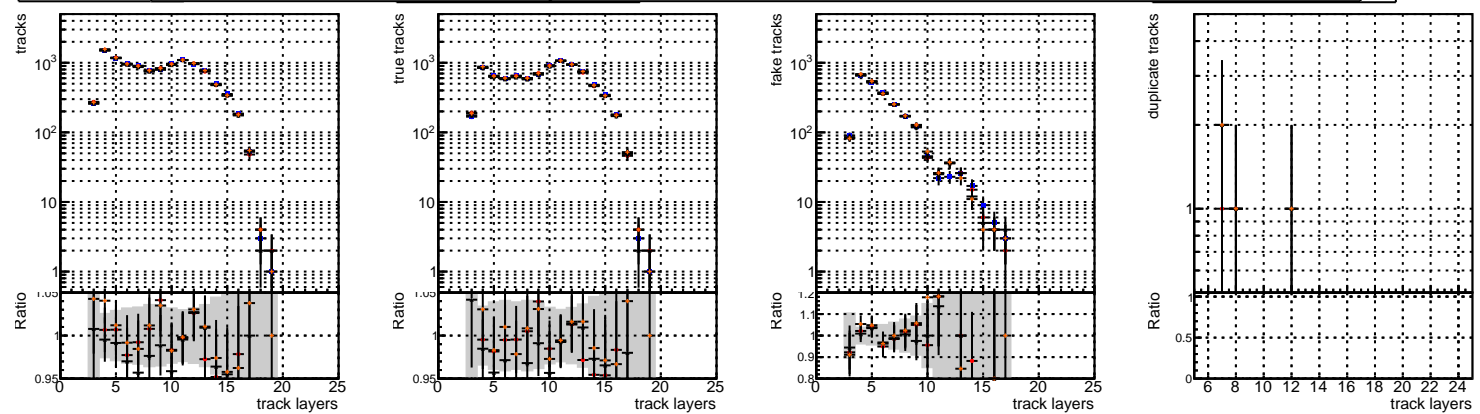 tracks
10³
10²
10
1
Ratio
1.05
1
0.95
0 5 10 15 20 25
track layers
true tracks
10³
10²
10
1
Ratio
1.05
1
0.95
0 5 10 15 20 25
track layers
fake tracks
10³
10²
10
1
Ratio
1.2
1.1
1
0.9
0.8
0 5 10 15 20 25
track layers
duplicate tracks
1
Ratio
1
0.5
0
6 8 10 12 14 16 18 20 22 24
track layers